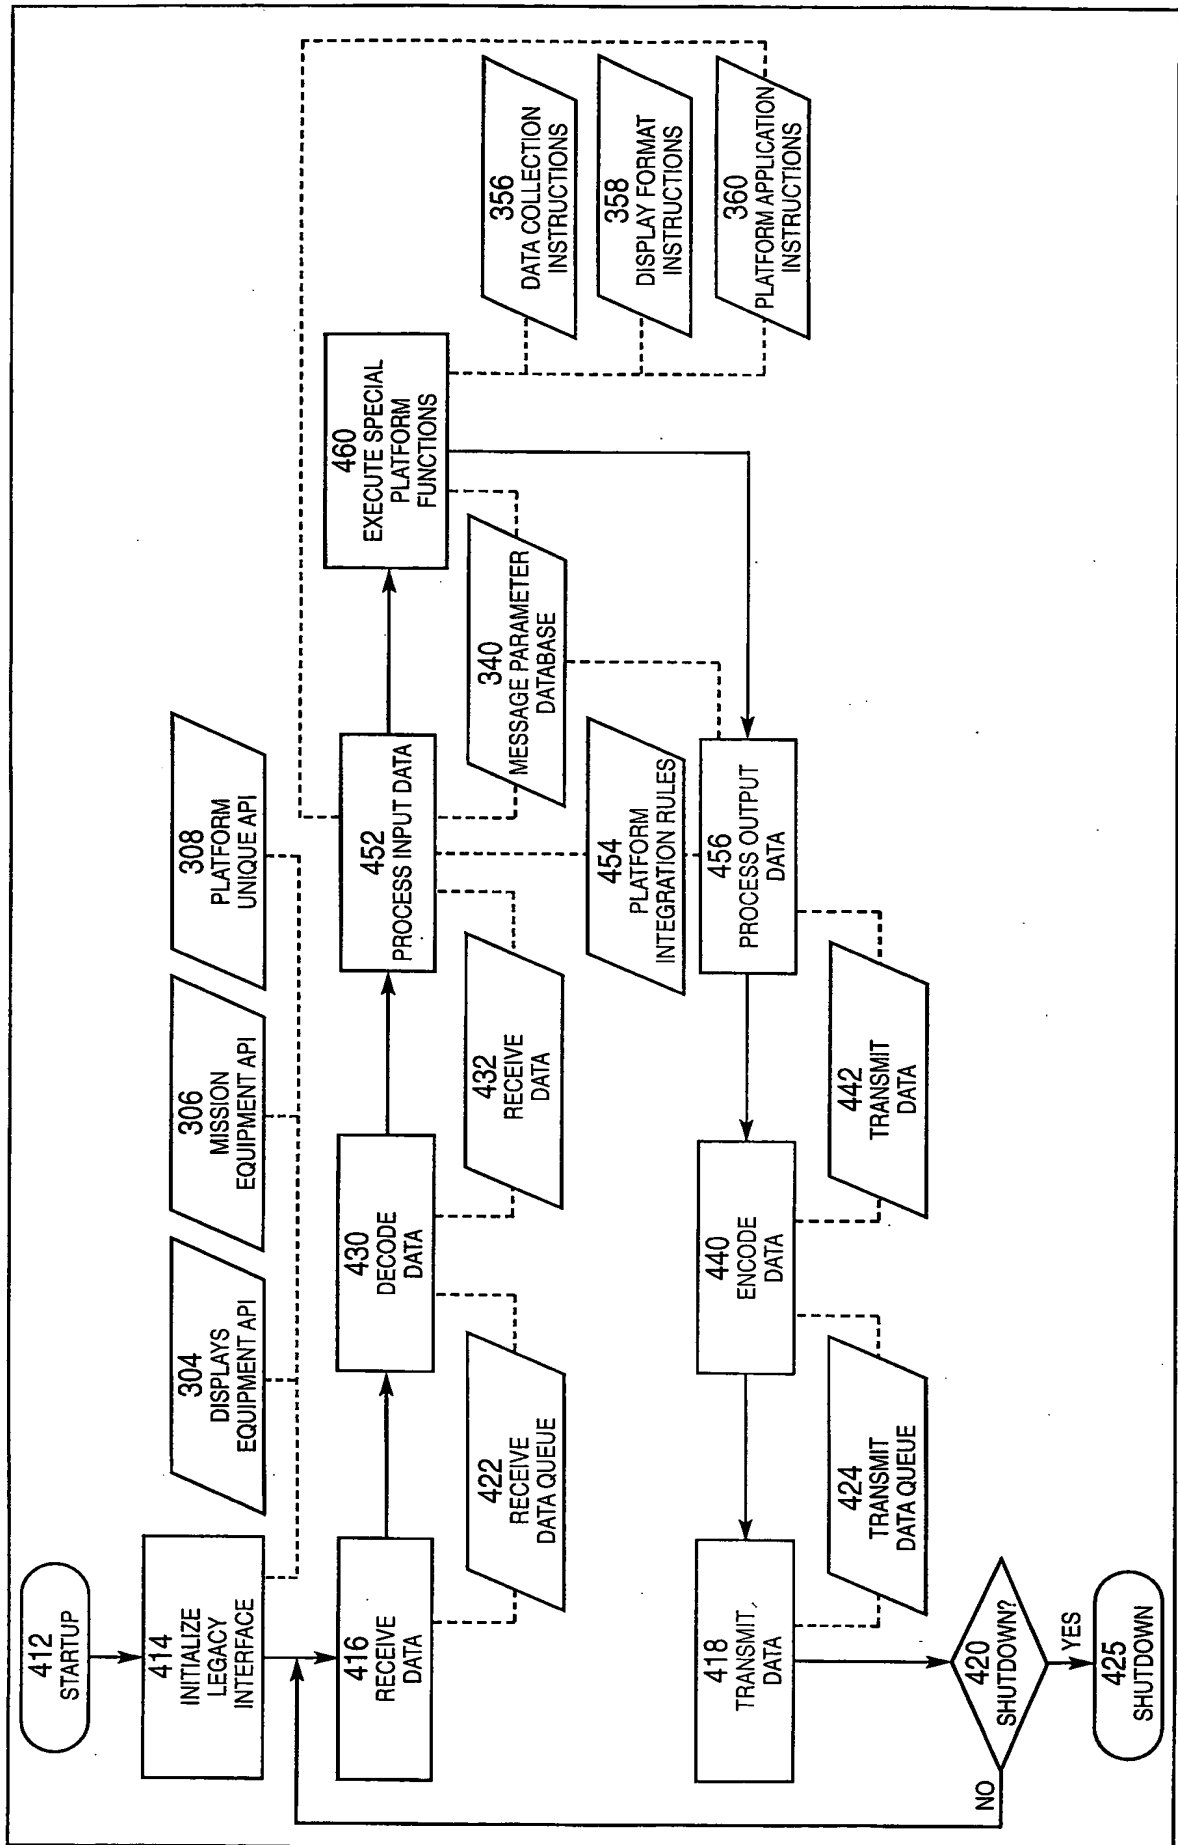 412
STARTUP
414
INITIALIZE
LEGACY
INTERFACE
304
DISPLAYS
EQUIPMENT API
306
MISSION
EQUIPMENT API
308
PLATFORM
UNIQUE API
416
RECEIVE
DATA
430
DECODE
DATA
452
PROCESS INPUT DATA
460
EXECUTE SPECIAL
PLATFORM
FUNCTIONS
422
RECEIVE
DATA QUEUE
432
RECEIVE
DATA
340
MESSAGE PARAMETER
DATABASE
356
DATA COLLECTION
INSTRUCTIONS
358
DISPLAY FORMAT
INSTRUCTIONS
360
PLATFORM APPLICATION
INSTRUCTIONS
454
PLATFORM
INTEGRATION RULES
418
TRANSMIT
DATA
440
ENCODE
DATA
456
PROCESS OUTPUT
DATA
424
TRANSMIT
DATA QUEUE
442
TRANSMIT
DATA
420
SHUTDOWN?
NO
YES
425
SHUTDOWN